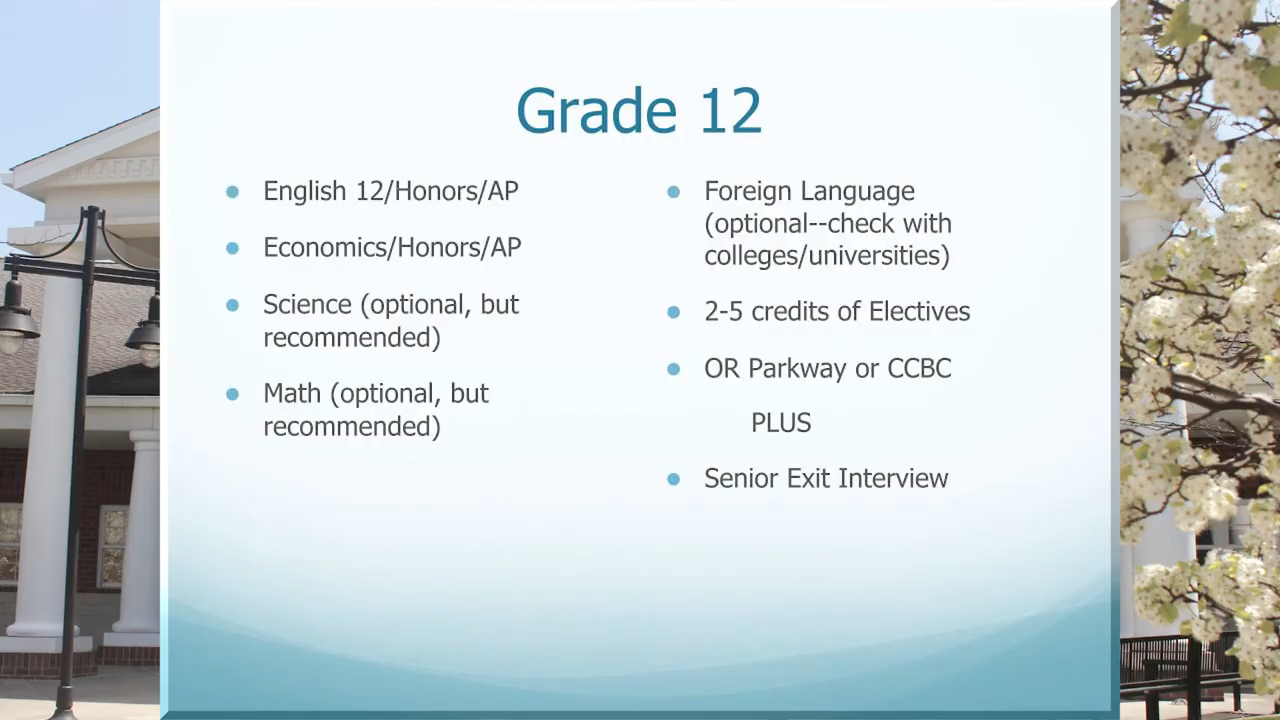 Grade 12
English 12/Honors/AP
Economics/Honors/AP
Science (optional, but
recommended)
Math (optional, but
recommended)
Foreign Language
(optional--check with
colleges/universities)
2-5 credits of Electives
OR Parkway or CCBC
PLUS
Senior Exit Interview